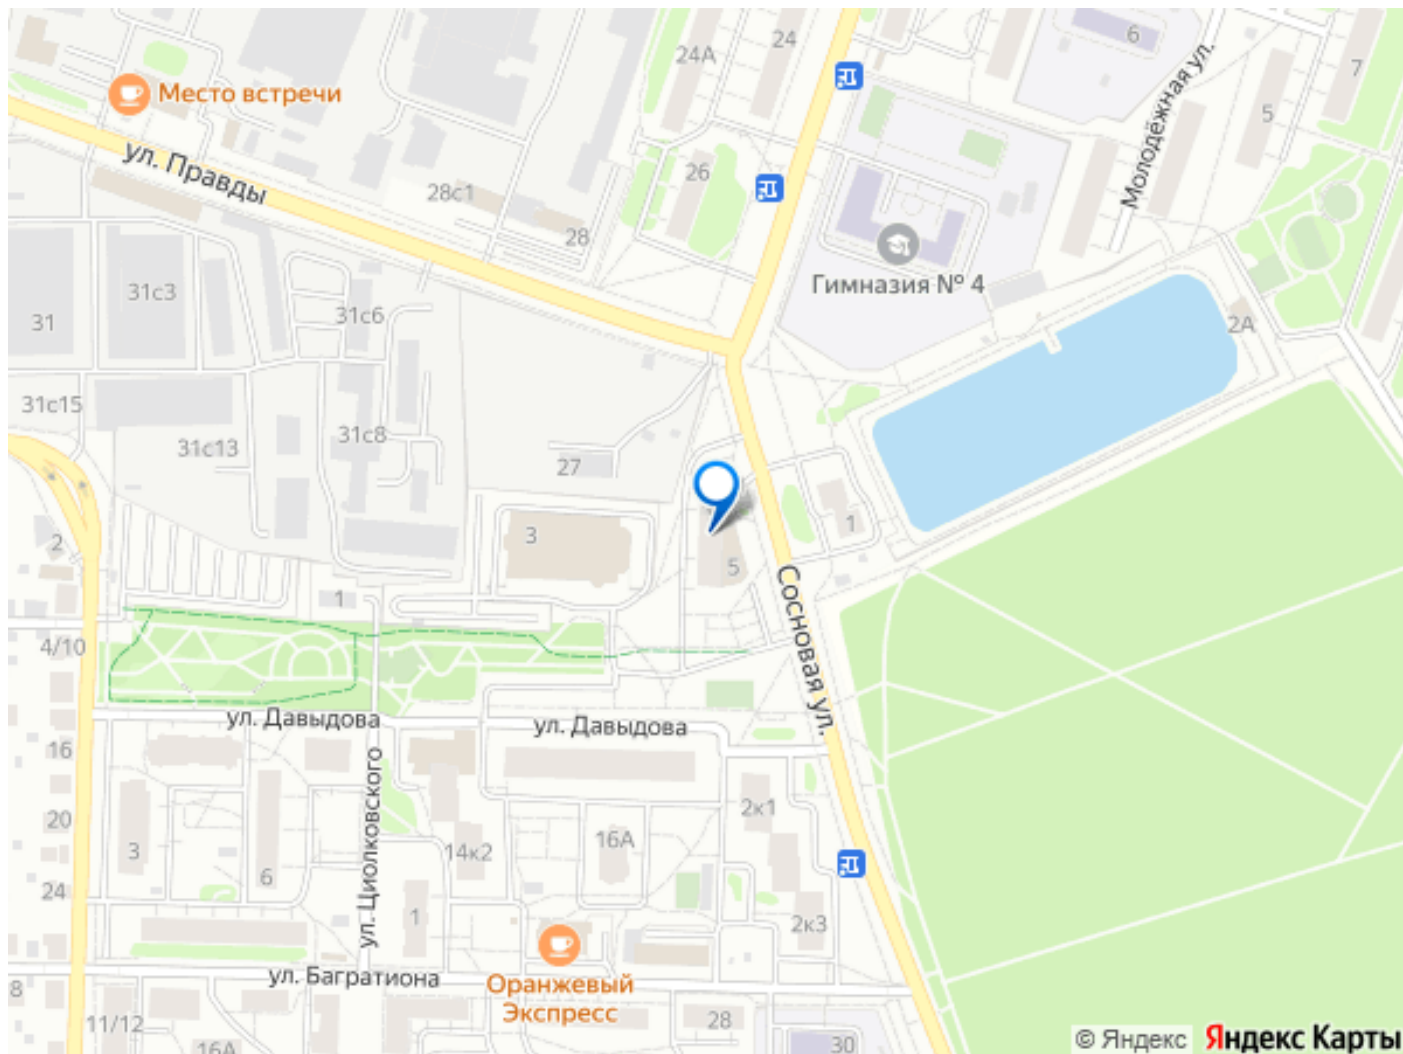 24
24А
6
7
Место встречи
5
Молодёжная ул.
ул. Правды
26
28с1
28
Гимназия № 4
31с3
31
31с6
2А
31с15
31с8
31с13
27
1
3
2
5
1
Сосновая ул.
4/10
ул. Давыдова
ул. Давыдова
16
2к1
20
16А
3
14к2
6
24
ул. Циолковского
1
2к3
ул. Багратиона
Оранжевый
Экспресс
8
11/12
28
30
16А
© Яндекс Яндекс Карты